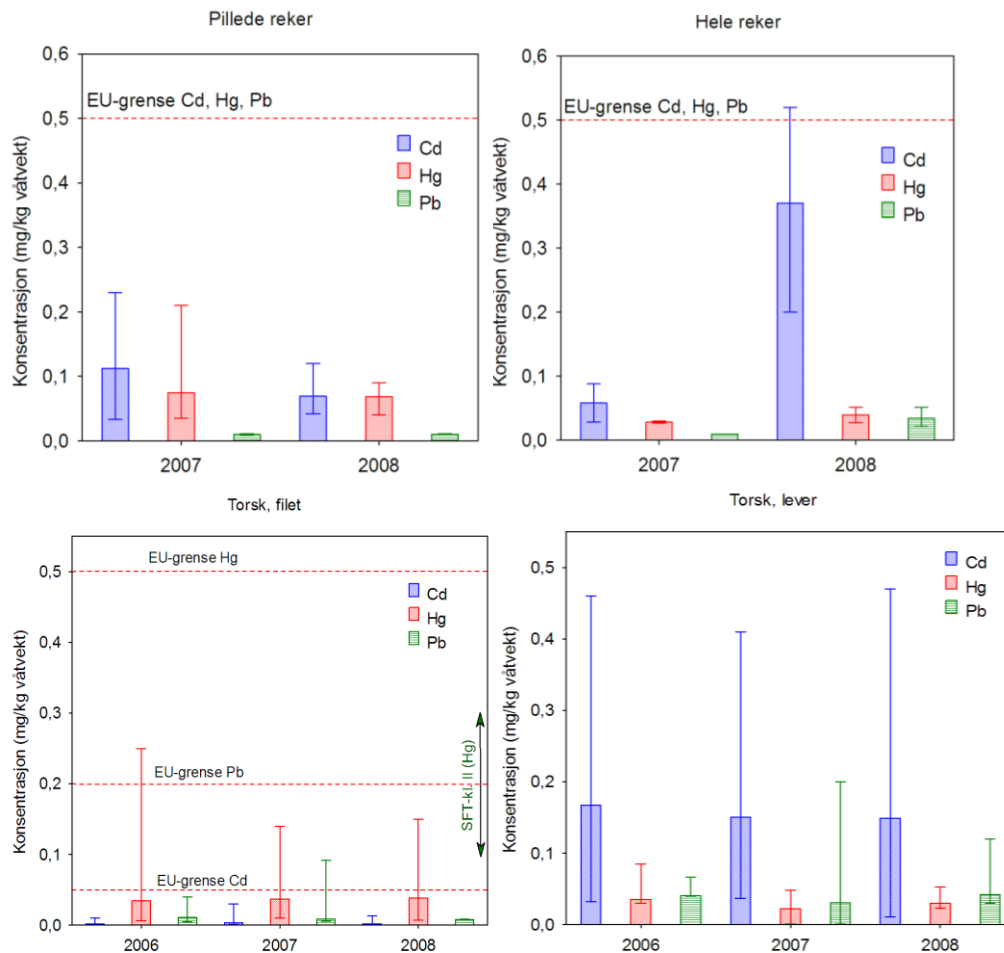 Pillede reker
Konsentrasjon (mg/kg våtvekt)
0,6
0,5
0,4
0,3
0,2
0,1
0,0
EU-grense Cd, Hg, Pb
Cd
Hg
Pb
2007
2008
Hele reker
Konsentrasjon (mg/kg våtvekt)
0,6
0,5
0,4
0,3
0,2
0,1
0,0
EU-grense Cd, Hg, Pb
Cd
Hg
Pb
2007
2008
Torsk, filet
Konsentrasjon (mg/kg våtvekt)
0,5
0,4
0,3
0,2
0,1
0,0
EU-grense Hg
Cd
Hg
Pb
EU-grense Pb
EU-grense Cd
SFT-kl. II (Hg)
2006
2007
2008
Torsk, lever
Konsentrasjon (mg/kg våtvekt)
0,5
0,4
0,3
0,2
0,1
0,0
Cd
Hg
Pb
2006
2007
2008